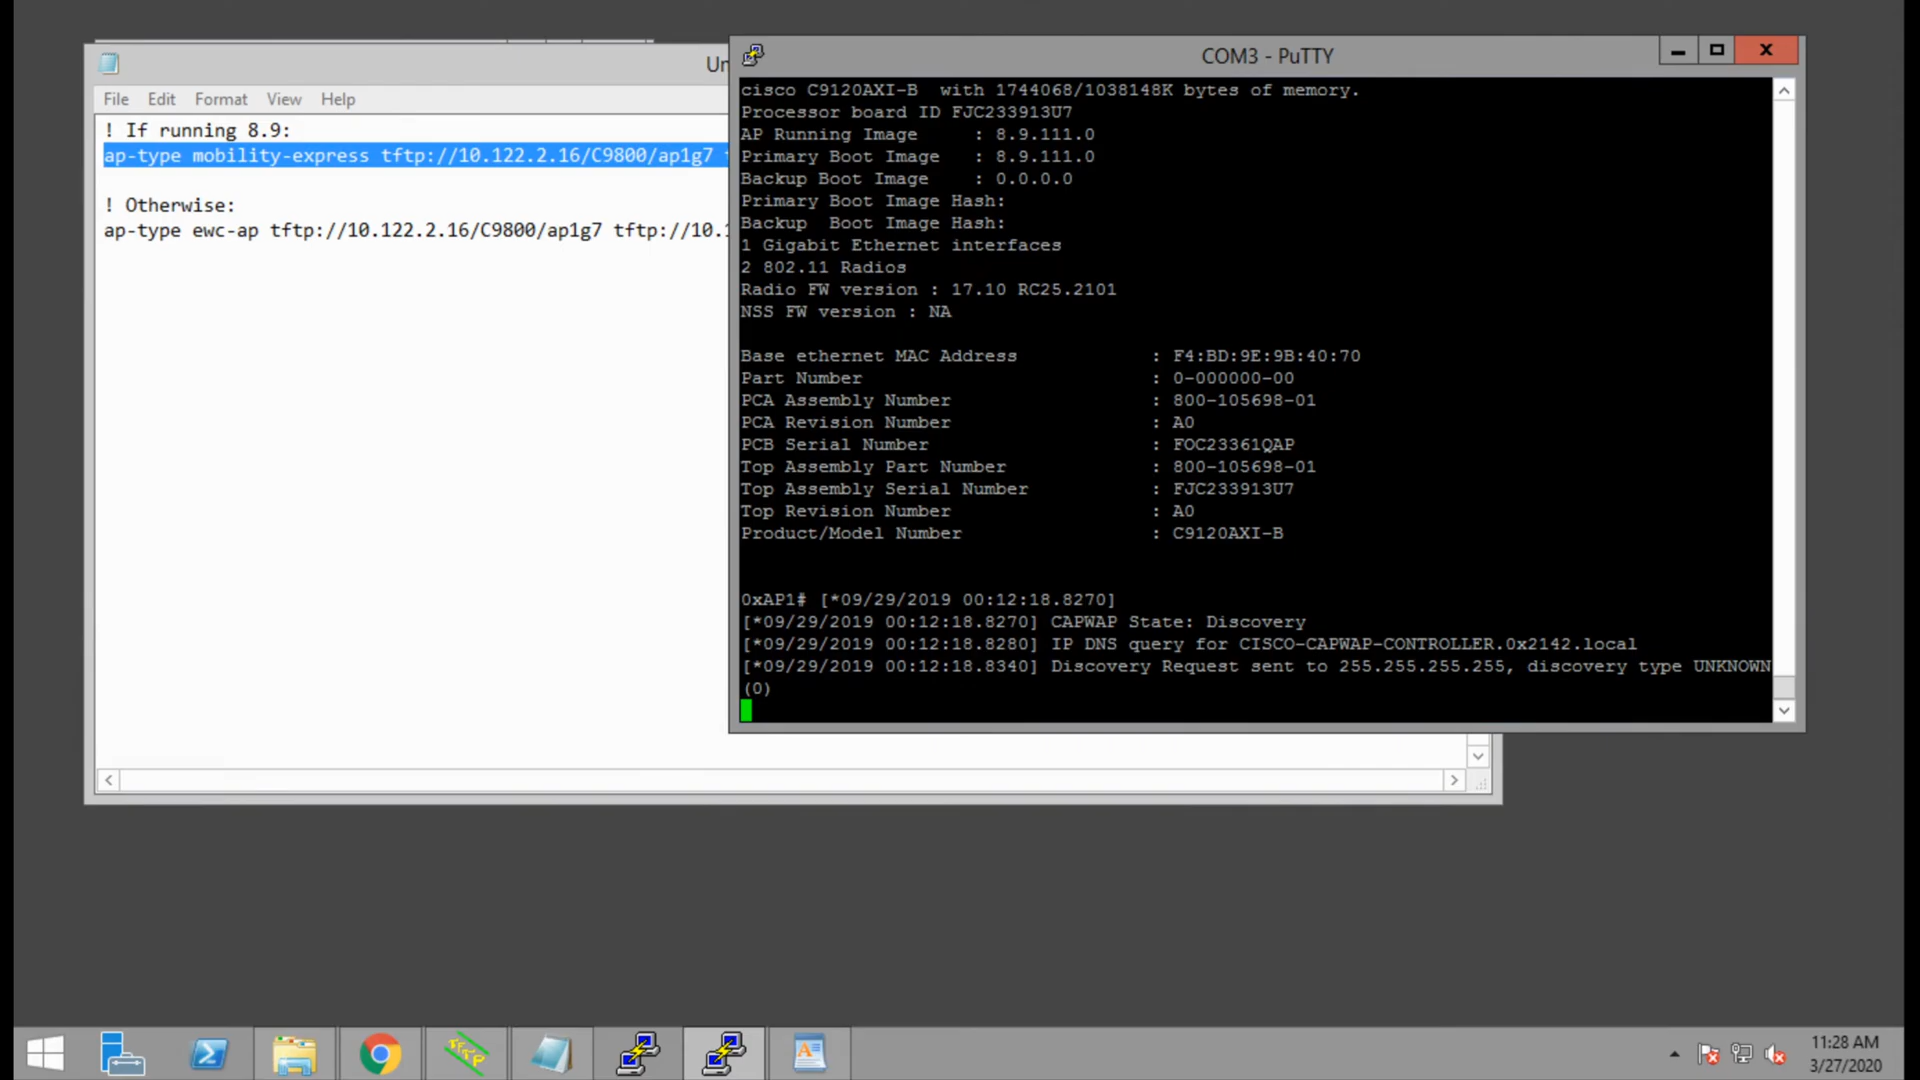 Un
File Edit Format View Help
! If running 8.9:
ap-type mobility-express tftp://10.122.2.16/C9800/ap1g7 t
! Otherwise:
ap-type ewc-ap tftp://10.122.2.16/C9800/ap1g7 tftp://10.1
COM3 - PuTTY
cisco C9120AXI-B  with 1744068/1038148K bytes of memory.
Processor board ID FJC233913U7
AP Running Image     : 8.9.111.0
Primary Boot Image   : 8.9.111.0
Backup Boot Image    : 0.0.0.0
Primary Boot Image Hash:
Backup  Boot Image Hash:
1 Gigabit Ethernet interfaces
2 802.11 Radios
Radio FW version : 17.10 RC25.2101
NSS FW version : NA
Base ethernet MAC Address            : F4:BD:9E:9B:40:70
Part Number                          : 0-000000-00
PCA Assembly Number                  : 800-105698-01
PCA Revision Number                  : A0
PCB Serial Number                    : FOC23361QAP
Top Assembly Part Number             : 800-105698-01
Top Assembly Serial Number           : FJC233913U7
Top Revision Number                  : A0
Product/Model Number                 : C9120AXI-B
0xAP1# [*09/29/2019 00:12:18.8270]
[*09/29/2019 00:12:18.8270] CAPWAP State: Discovery
[*09/29/2019 00:12:18.8280] IP DNS query for CISCO-CAPWAP-CONTROLLER.0x2142.local
[*09/29/2019 00:12:18.8340] Discovery Request sent to 255.255.255.255, discovery type UNKNOWN
(0)
TFTP
A
11:28 AM
3/27/2020